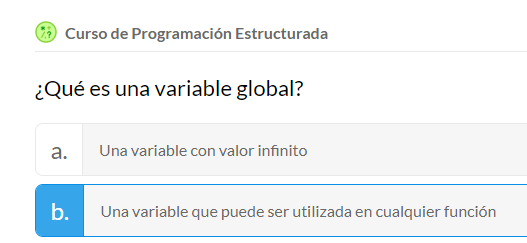 Curso de Programación Estructurada
¿Qué es una variable global?
a. Una variable con valor infinito
b. Una variable que puede ser utilizada en cualquier función